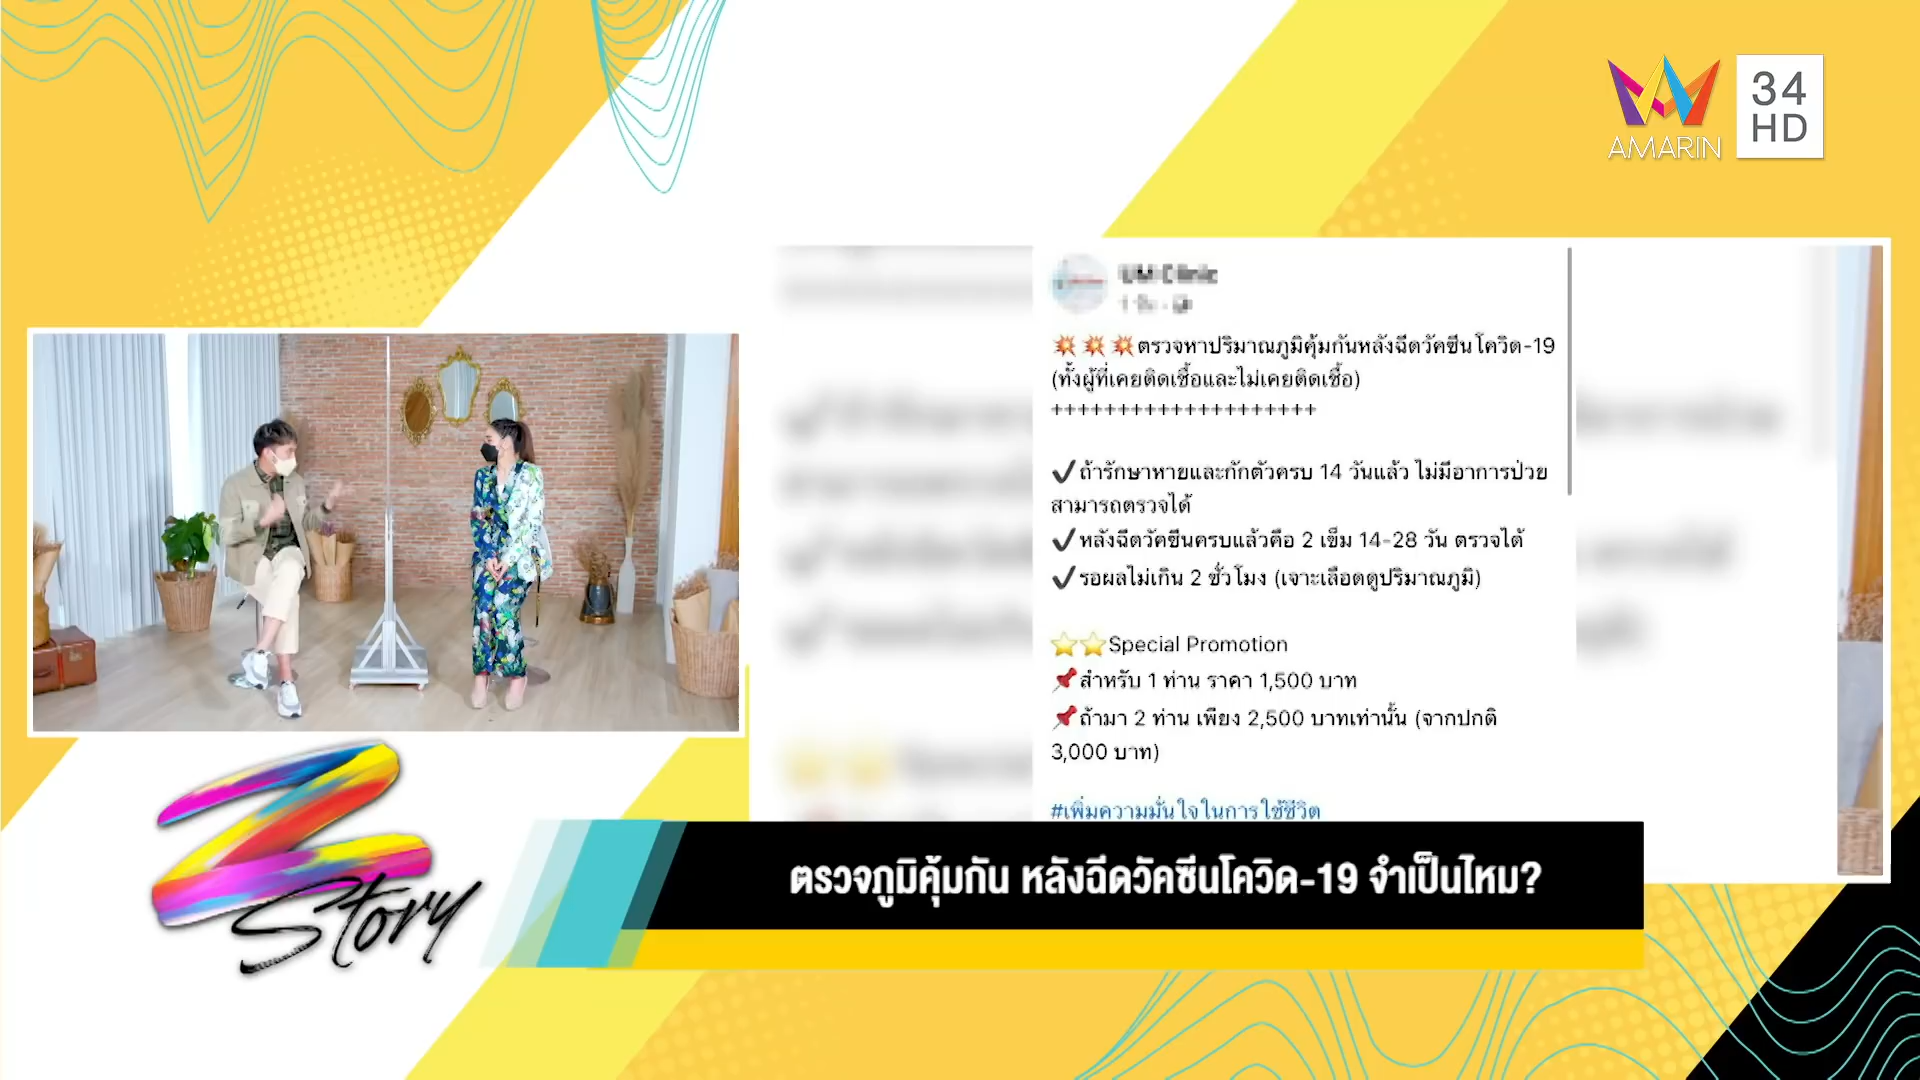 AMARIN
34
HD
💥 💥 💥ตรวจหาปริมาณภูมิคุ้มกันหลังฉีดวัคซีนโควิด-19
(ทั้งผู้ที่เคยติดเชื้อและไม่เคยติดเชื้อ)
++++++++++++++++++++
✔ถ้ารักษาหายและกักตัวครบ 14 วันแล้ว ไม่มีอาการป่วย
สามารถตรวจได้
✔หลังฉีดวัคซีนครบแล้วคือ 2 เข็ม 14-28 วัน ตรวจได้
✔รอผลไม่เกิน 2 ชั่วโมง (เจาะเลือดดูปริมาณภูมิ)
⭐⭐Special Promotion
📌สำหรับ 1 ท่าน ราคา 1,500 บาท
📌ถ้ามา 2 ท่าน เพียง 2,500 บาทเท่านั้น (จากปกติ
3,000 บาท)
#เพิ่มความมั่นใจในการใช้ชีวิต
Z Story
ตรวจภูมิคุ้มกัน หลังฉีดวัคซีนโควิด-19 จำเป็นไหม?